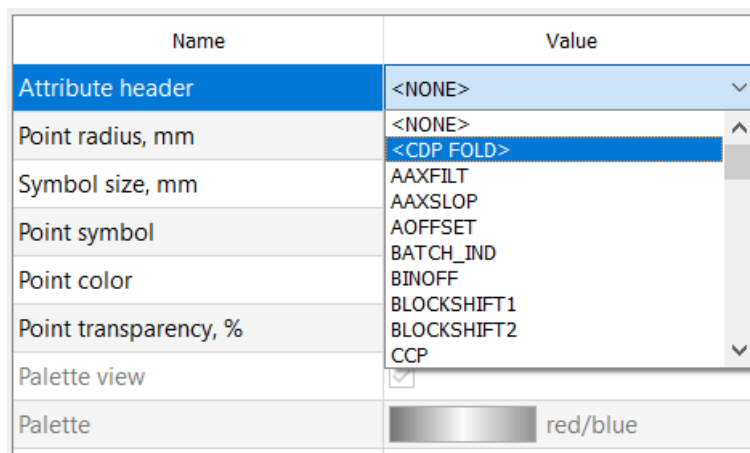 Name Value
Attribute header <NONE>
Point radius, mm <NONE>
<CDP FOLD>
Symbol size, mm AAXFILT
AAXSLOP
Point symbol AOFFSET
BATCH_IND
Point color BINOFF
BLOCKSHIFT1
Point transparency, % BLOCKSHIFT2
CCP
Palette view
Palette red/blue